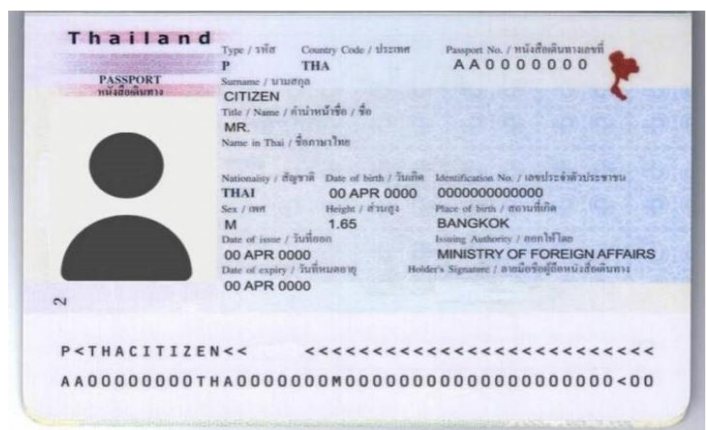 Thailand
Type / รหัส Country Code / ประเทศ Passport No. / หนังสือเดินทางเลขที่
P THA AA0000000
PASSPORT
หนังสือเดินทาง
Surname / นามสกุล
CITIZEN
Title / Name / คำนำหน้าชื่อ / ชื่อ
MR.
Name in Thai / ชื่อภาษาไทย
Nationality / สัญชาติ Date of birth / วันเกิด Identification No. / เลขประจำตัวประชาชน
THAI 00 APR 0000 0000000000000
Sex / เพศ Height / ส่วนสูง Place of birth / สถานที่เกิด
M 1.65 BANGKOK
Date of issue / วันที่ออก Issuing Authority / ออกให้โดย
00 APR 0000 MINISTRY OF FOREIGN AFFAIRS
Date of expiry / วันที่หมดอายุ Holder's Signature / ลายมือชื่อผู้ถือหนังสือเดินทาง
00 APR 0000
2
P<THACITIZEN<< <<<<<<<<<<<<<<<<<<<<<<<<<<
AA00000000THA0000000M0000000000000000000000<00